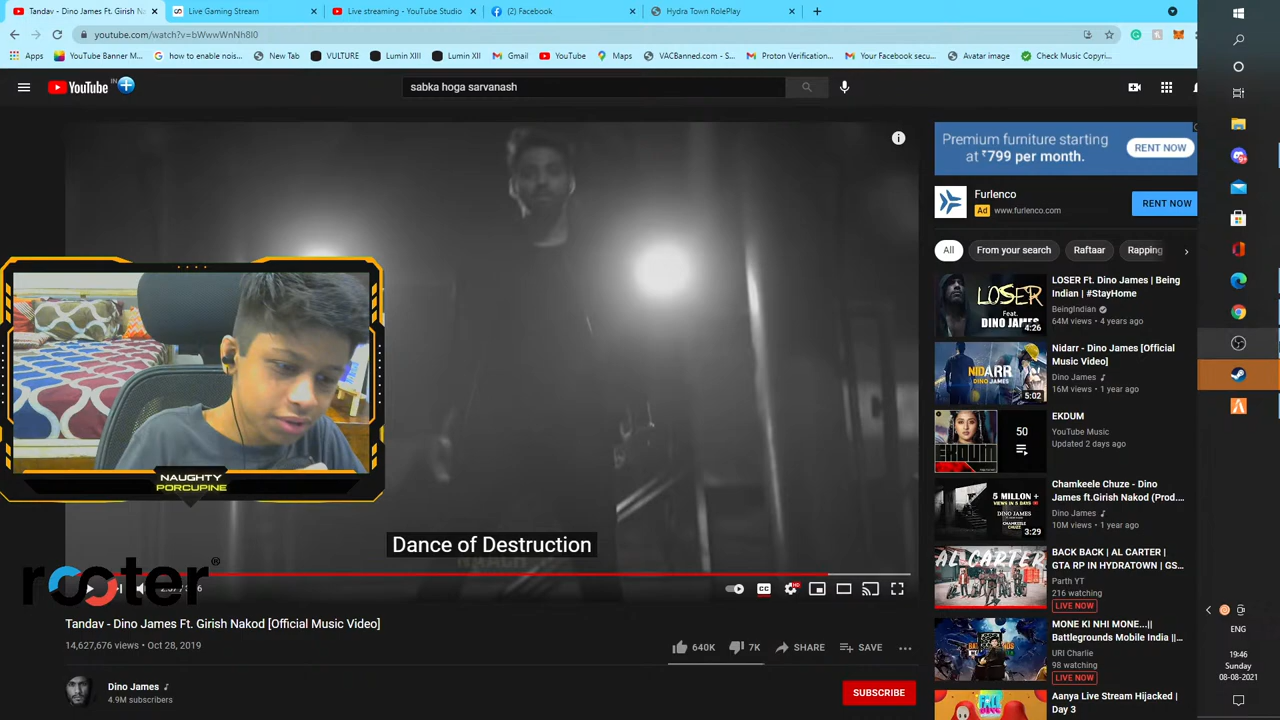 Tandav - Dino James Ft. Girish N
Live Gaming Stream
Live streaming - YouTube Studio
(2) Facebook
Hydra Town RolePlay
youtube.com/watch?v=bWwwWnNh8I0
Apps
YouTube Banner M...
how to enable nois...
New Tab
VULTURE
Lumin XIII
Lumin XII
Gmail
YouTube
Maps
VACBanned.com - S...
Proton Verification...
Your Facebook secu...
Avatar image
Check Music Copyri...
YouTube IN
sabka hoga sarvanash
Premium furniture starting
at ₹799 per month.
RENT NOW
Furlenco
Ad www.furlenco.com
RENT NOW
All
From your search
Raftaar
Rapping
LOSER
Feat.
DINO JAMES
4:26
LOSER Ft. Dino James | Being
Indian | #StayHome
BeingIndian
64M views • 4 years ago
NIDARR
DINO JAMES
5:02
Nidarr - Dino James [Official
Music Video]
Dino James
16M views • 1 year ago
EKDUM
50
EKDUM
YouTube Music
Updated 2 days ago
5 MILLON +
VIEWS IN 5 DAYS
DINO JAMES
CHAMKEELE CHUZE
3:29
Chamkeele Chuze - Dino
James ft.Girish Nakod (Prod....
Dino James
10M views • 1 year ago
AL CARTER
BACK BACK | AL CARTER |
GTA RP IN HYDRATOWN | GS...
Parth YT
216 watching
LIVE NOW
MONE KI NHI MONE...||
Battlegrounds Mobile India ||...
URI Charlie
98 watching
LIVE NOW
Aanya Live Stream Hijacked |
Day 3
NAUGHTY
PORCUPINE
Dance of Destruction
rooter®
CC
HD
Tandav - Dino James Ft. Girish Nakod [Official Music Video]
14,627,676 views • Oct 28, 2019
640K
7K
SHARE
SAVE
Dino James
4.9M subscribers
SUBSCRIBE
ENG
19:46
Sunday
08-08-2021